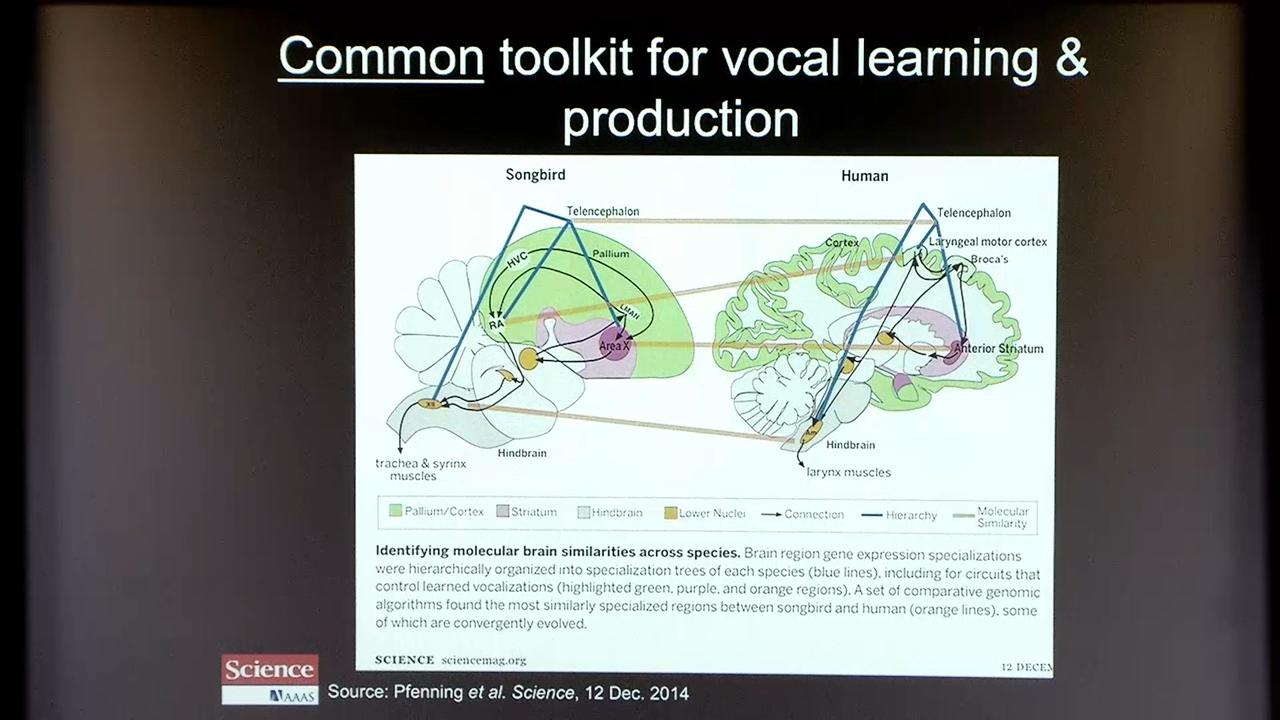 Common toolkit for vocal learning &
production
Songbird
Human
Telencephalon
Telencephalon
Cortex
Laryngeal motor cortex
Broca's
HVC
Pallium
RA
LMAN
Area X
Anterior Striatum
XII
Hindbrain
Hindbrain
trachea & syrinx
muscles
larynx muscles
Pallium/Cortex
Striatum
Hindbrain
Lower Nuclei
Connection
Hierarchy
Molecular
Similarity
Identifying molecular brain similarities across species. Brain region gene expression specializations
were hierarchically organized into specialization trees of each species (blue lines), including for circuits that
control learned vocalizations (highlighted green, purple, and orange regions). A set of comparative genomic
algorithms found the most similarly specialized regions between songbird and human (orange lines), some
of which are convergently evolved.
SCIENCE sciencemag.org
12 DECEM
Science
AAAS
Source: Pfenning et al. Science, 12 Dec. 2014